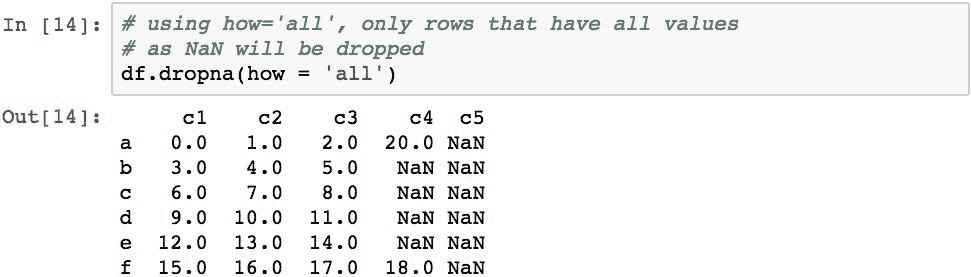 In [14]: # using how='all', only rows that have all values
# as NaN will be dropped
df.dropna(how = 'all')
Out[14]: c1 c2 c3 c4 c5
a 0.0 1.0 2.0 20.0 NaN
b 3.0 4.0 5.0 NaN NaN
c 6.0 7.0 8.0 NaN NaN
d 9.0 10.0 11.0 NaN NaN
e 12.0 13.0 14.0 NaN NaN
f 15.0 16.0 17.0 18.0 NaN